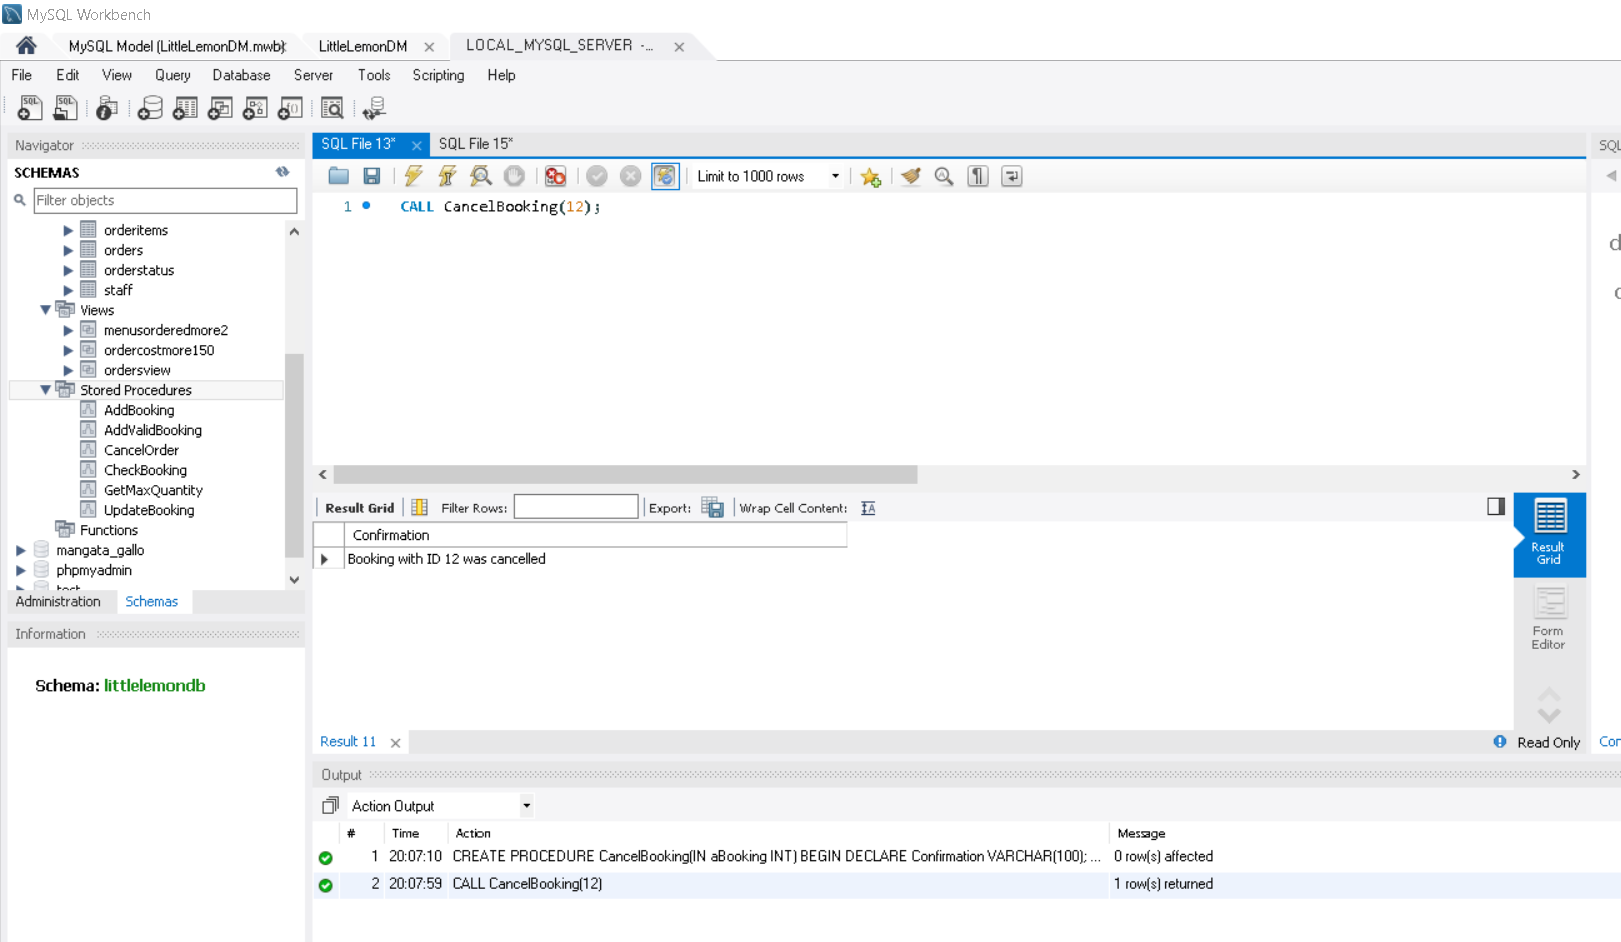 MySQL Workbench
MySQL Model (LittleLemonDM.mwb)
LittleLemonDM
LOCAL_MYSQL_SERVER -...
File Edit View Query Database Server Tools Scripting Help
Navigator
SCHEMAS
Filter objects
orderitems
orders
orderstatus
staff
Views
menusorderedmore2
ordercostmore150
ordersview
Stored Procedures
AddBooking
AddValidBooking
CancelOrder
CheckBooking
GetMaxQuantity
UpdateBooking
Functions
mangata_gallo
phpmyadmin
test
Administration Schemas
Information
Schema: littlelemondb
SQL File 13* SQL File 15*
Limit to 1000 rows
1 CALL CancelBooking(12);
Result Grid Filter Rows: Export: Wrap Cell Content:
Confirmation
Booking with ID 12 was cancelled
Result
Grid
Form
Editor
Result 11
Read Only
Output
Action Output
# Time Action Message
1 20:07:10 CREATE PROCEDURE CancelBooking(IN aBooking INT) BEGIN DECLARE Confirmation VARCHAR(100); ... 0 row(s) affected
2 20:07:59 CALL CancelBooking(12) 1 row(s) returned